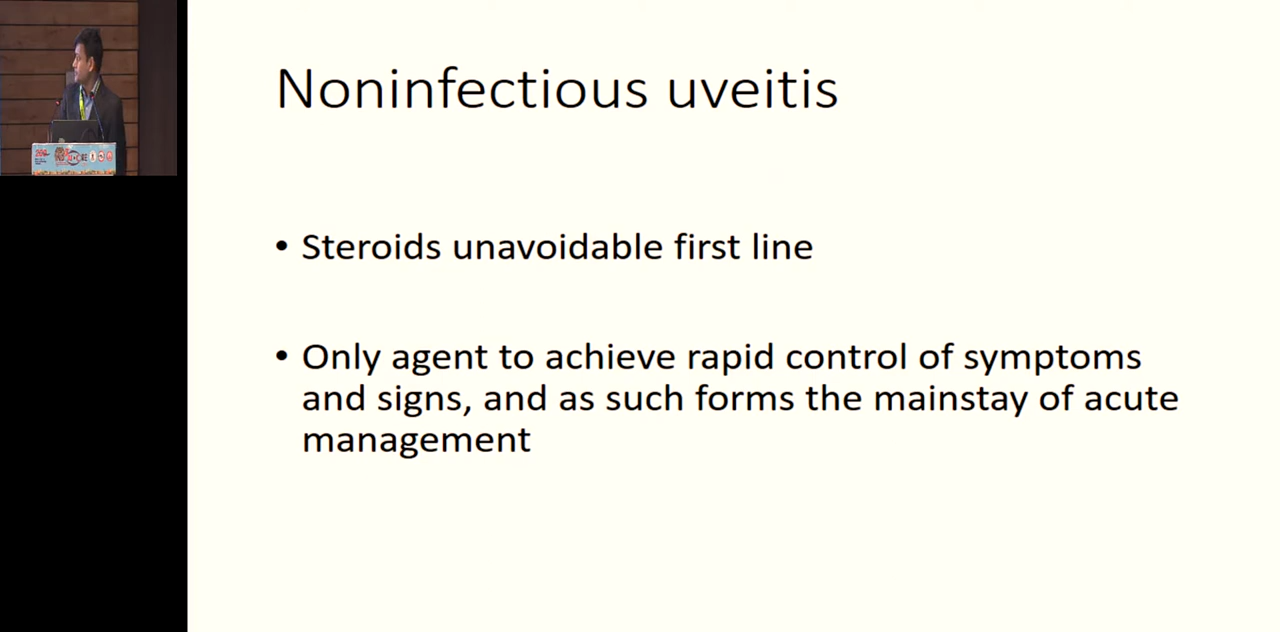 Noninfectious uveitis
• Steroids unavoidable first line
• Only agent to achieve rapid control of symptoms
and signs, and as such forms the mainstay of acute
management